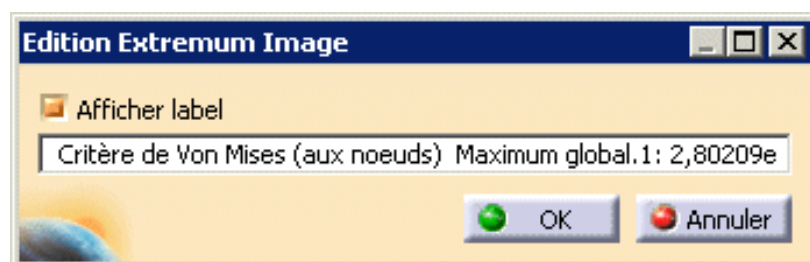 Edition Extremum Image
Afficher label
Critère de Von Mises (aux noeuds) Maximum global.1: 2,80209e
OK Annuler